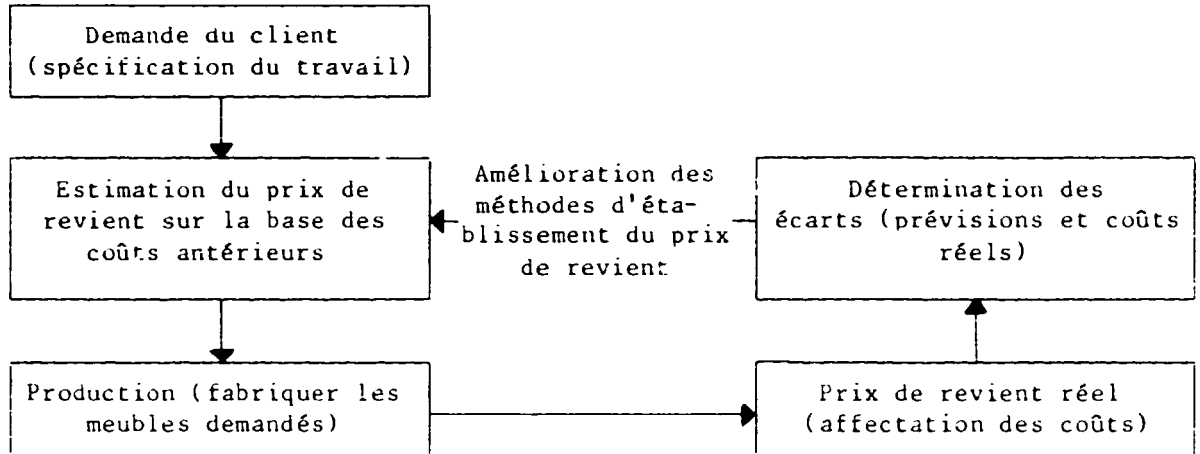 Demande du client
(spécification du travail)
Estimation du prix de
revient sur la base des
coûts antérieurs
Amélioration des
méthodes d'éta-
blissement du prix
de revient
Détermination des
écarts (prévisions et coûts
réels)
Production (fabriquer les
meubles demandés)
Prix de revient réel
(affectation des coûts)